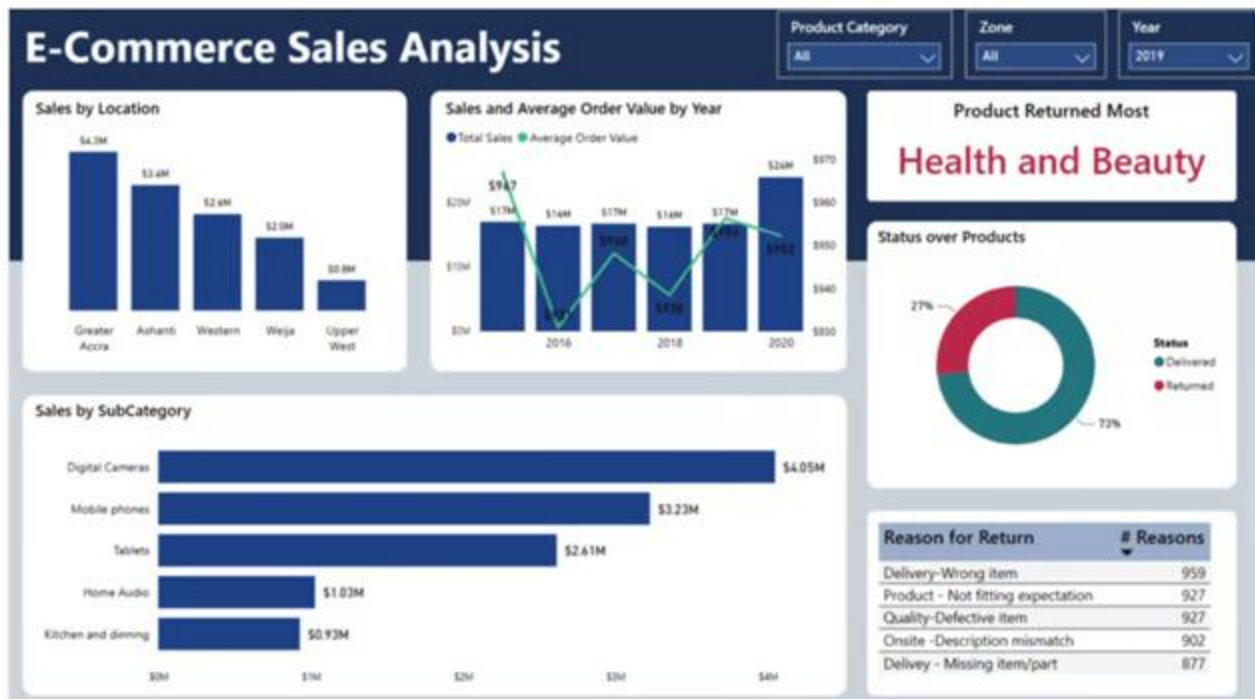 E-Commerce Sales Analysis
Product Category
All
Zone
All
Year
2019
Sales by Location
$4.3M
$3.4M
$2.6M
$2.0M
$0.8M
Greater Accra
Ashanti
Western
Weija
Upper West
Sales and Average Order Value by Year
Total Sales
Average Order Value
$967
$17M
$16M
$17M
$16M
$17M
$24M
$948
$938
$952
$20M
$10M
$0M
$970
$960
$950
$940
$930
2016
2018
2020
Product Returned Most
Health and Beauty
Status over Products
27%
73%
Status
Delivered
Returned
Sales by SubCategory
Digital Cameras
$4.05M
Mobile phones
$3.23M
Tablets
$2.61M
Home Audio
$1.03M
Kitchen and dinning
$0.93M
$0M
$1M
$2M
$3M
$4M
Reason for Return # Reasons
Delivery-Wrong item 959
Product - Not fitting expectation 927
Quality-Defective item 927
Onsite -Description mismatch 902
Delivey - Missing item/part 877